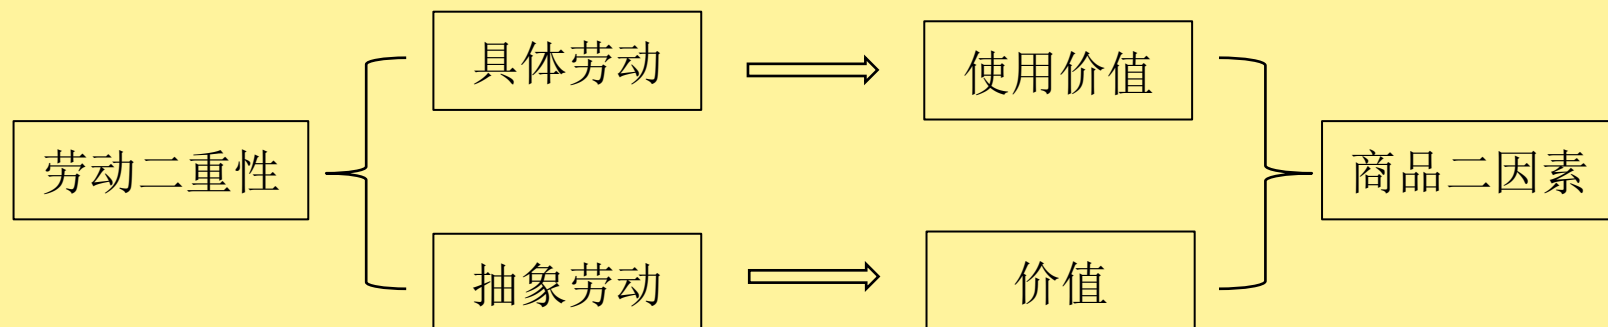 劳动二重性
具体劳动
抽象劳动
使用价值
价值
商品二因素